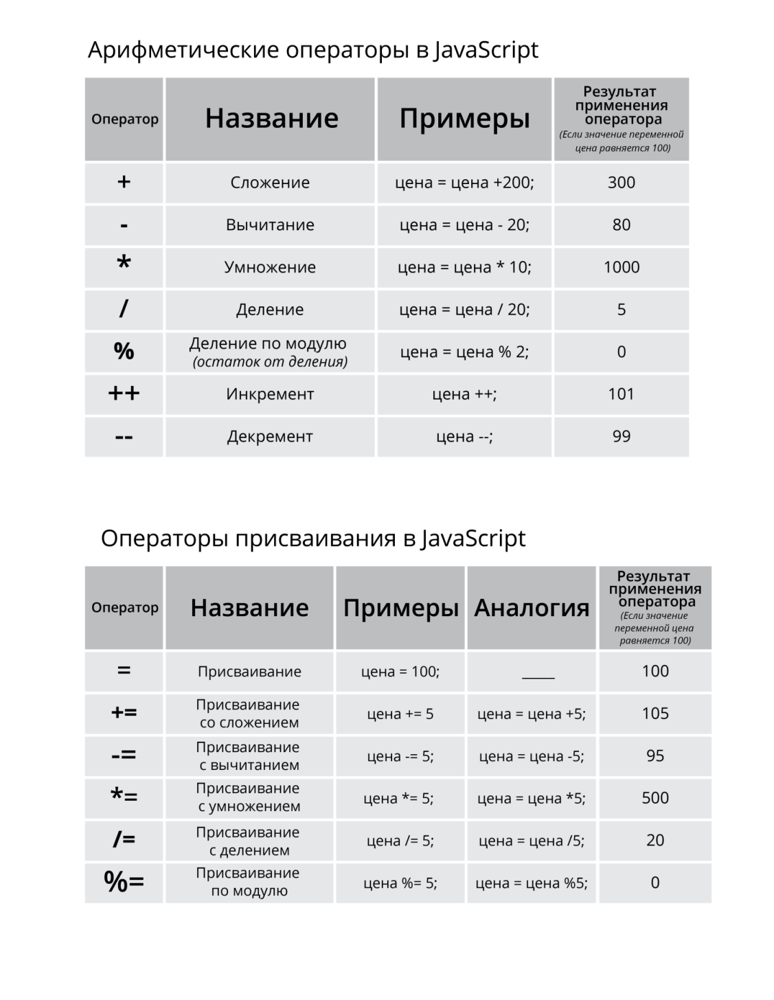 Арифметические операторы в JavaScript
Оператор
Название
Примеры
Результат
применения
оператора
(Если значение переменной
цена равняется 100)
+
Сложение
цена = цена +200;
300
-
Вычитание
цена = цена - 20;
80
*
Умножение
цена = цена * 10;
1000
/
Деление
цена = цена / 20;
5
%
Деление по модулю
(остаток от деления)
цена = цена % 2;
0
++
Инкремент
цена ++;
101
--
Декремент
цена --;
99
Операторы присваивания в JavaScript
Оператор
Название
Примеры
Аналогия
Результат
применения
оператора
(Если значение
переменной цена
равняется 100)
=
Присваивание
цена = 100;
____
100
+=
Присваивание
со сложением
цена += 5
цена = цена +5;
105
-=
Присваивание
с вычитанием
цена -= 5;
цена = цена -5;
95
*=
Присваивание
с умножением
цена *= 5;
цена = цена *5;
500
/=
Присваивание
с делением
цена /= 5;
цена = цена /5;
20
%=
Присваивание
по модулю
цена %= 5;
цена = цена %5;
0